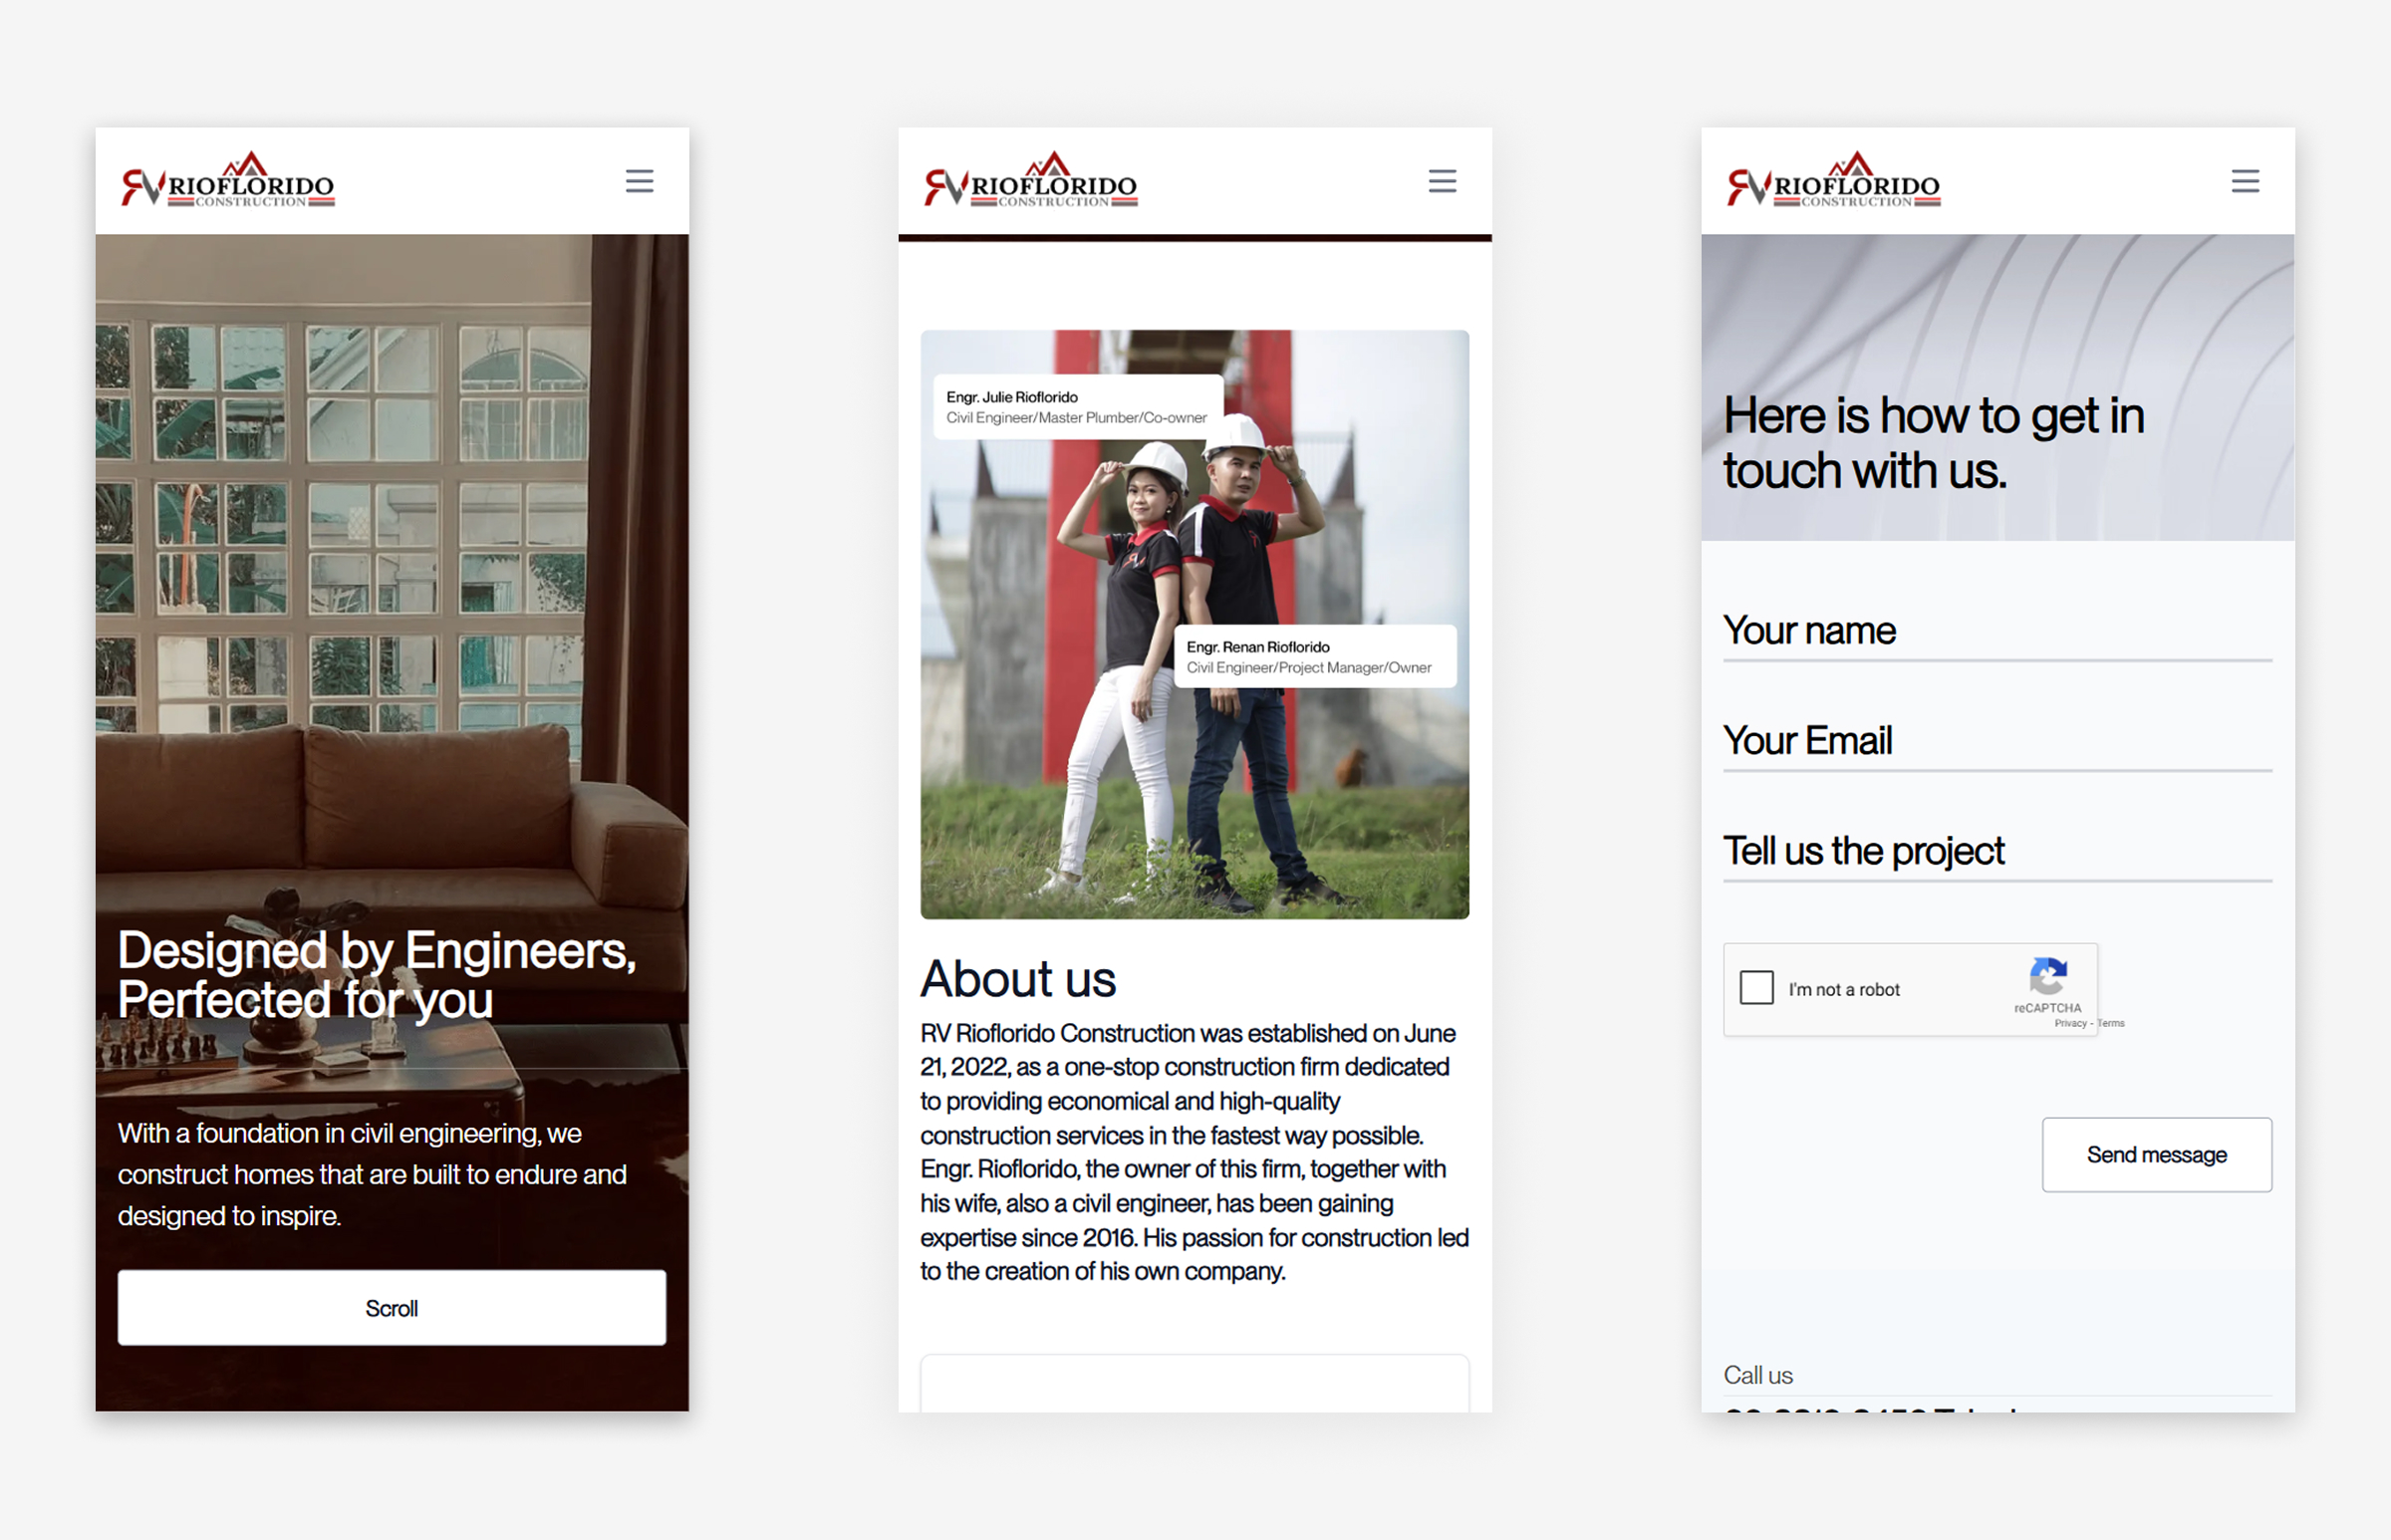 RV RIOFLORIDO
CONSTRUCTION
Designed by Engineers,
Perfected for you
With a foundation in civil engineering, we
construct homes that are built to endure and
designed to inspire.
Scroll
RV RIOFLORIDO
CONSTRUCTION
Engr. Julie Rioflorido
Civil Engineer/Master Plumber/Co-owner
Engr. Renan Rioflorido
Civil Engineer/Project Manager/Owner
About us
RV Rioflorido Construction was established on June
21, 2022, as a one-stop construction firm dedicated
to providing economical and high-quality
construction services in the fastest way possible.
Engr. Rioflorido, the owner of this firm, together with
his wife, also a civil engineer, has been gaining
expertise since 2016. His passion for construction led
to the creation of his own company.
RV RIOFLORIDO
CONSTRUCTION
Here is how to get in
touch with us.
Your name
Your Email
Tell us the project
I'm not a robot
reCAPTCHA
Privacy - Terms
Send message
Call us